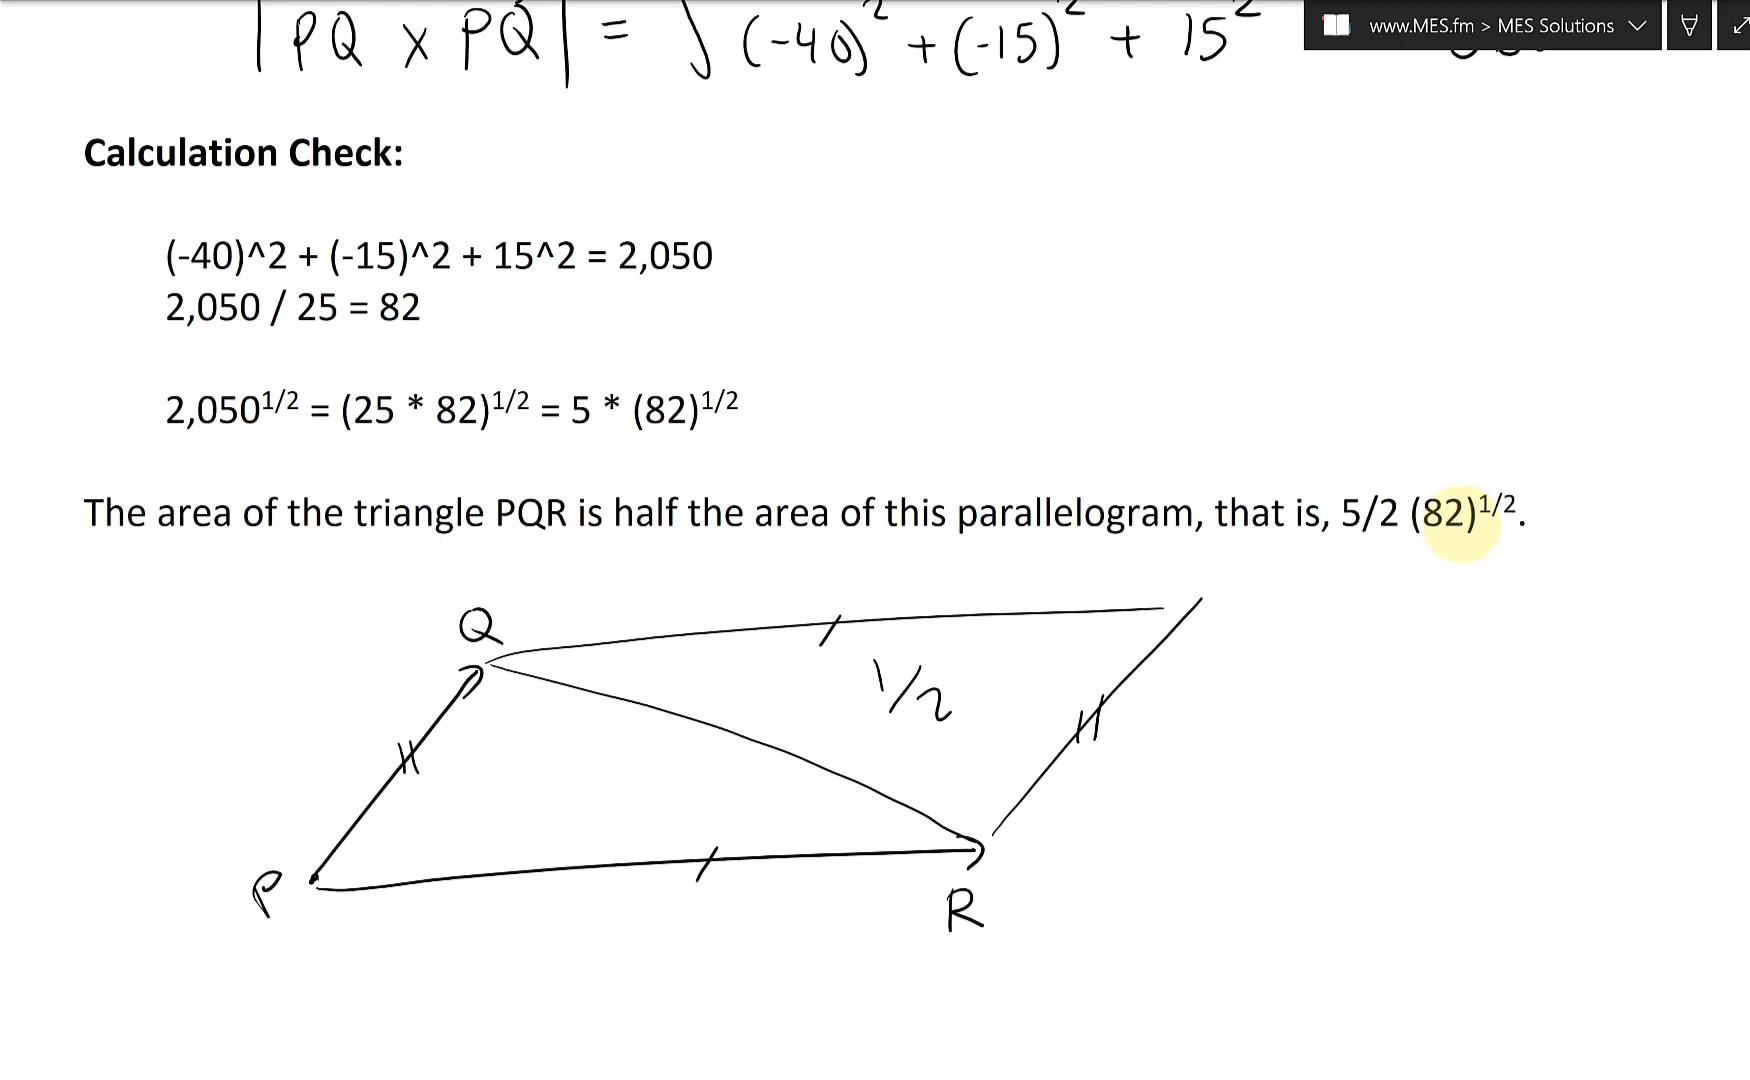 |PQ x PQ| = √(-40)² + (-15)² + 15²
www.MES.fm > MES Solutions
Calculation Check:
(-40)^2 + (-15)^2 + 15^2 = 2,050
2,050 / 25 = 82
2,050^1/2 = (25 * 82)^1/2 = 5 * (82)^1/2
The area of the triangle PQR is half the area of this parallelogram, that is, 5/2 (82)^1/2.
Q
1/2
P
R